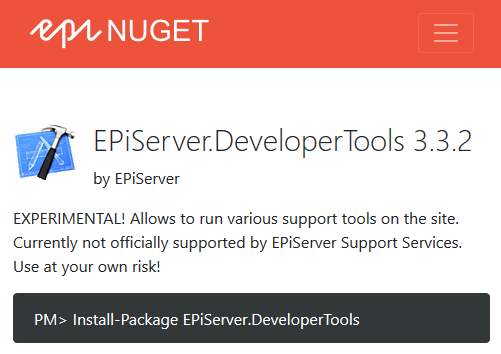 epi NUGET
EPiServer.DeveloperTools 3.3.2
by EPiServer
EXPERIMENTAL! Allows to run various support tools on the site.
Currently not officially supported by EPiServer Support Services.
Use at your own risk!
PM> Install-Package EPiServer.DeveloperTools